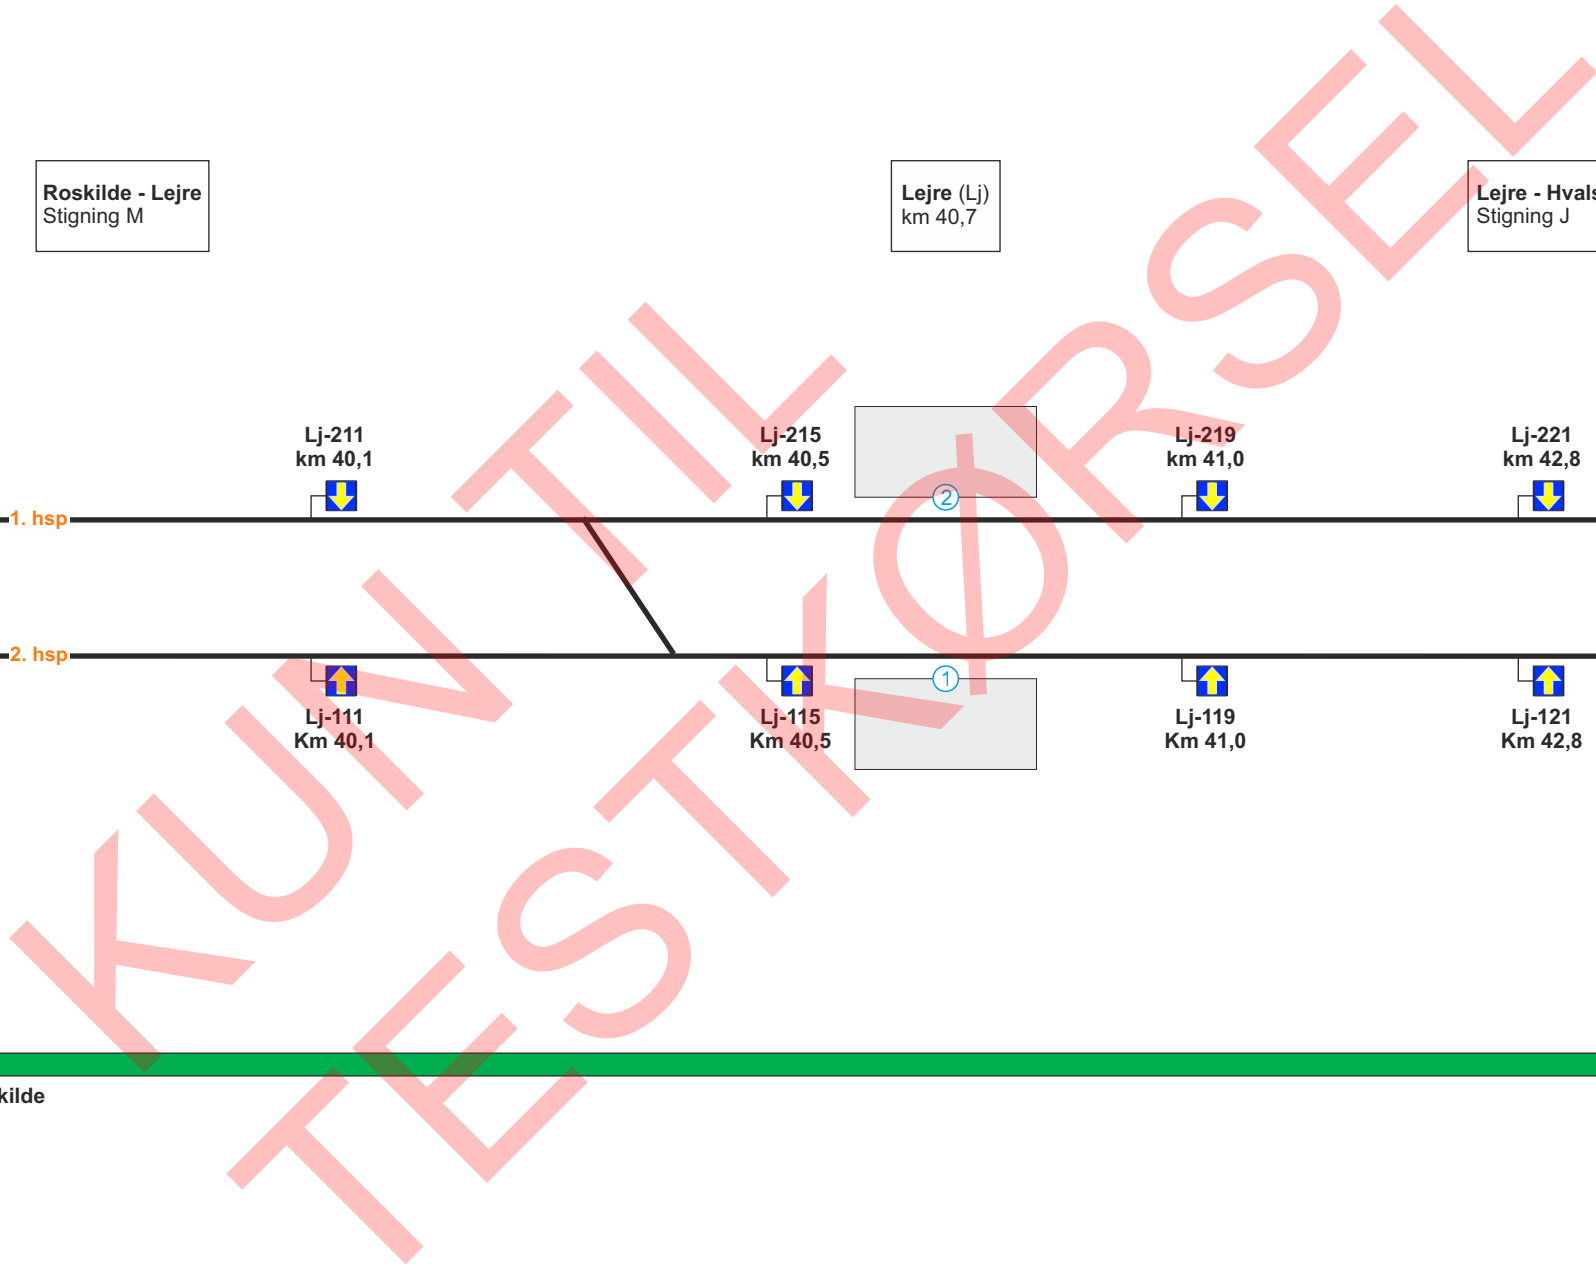 Roskilde - Lejre
Stigning M
Lejre (Lj)
km 40,7
Lejre - Hvals
Stigning J
Lj-211
km 40,1
Lj-215
km 40,5
Lj-219
km 41,0
Lj-221
km 42,8
2
1. hsp
2. hsp
1
Lj-111
Km 40,1
Lj-115
Km 40,5
Lj-119
Km 41,0
Lj-121
Km 42,8
kilde
KUN TIL
TESTKØRSEL